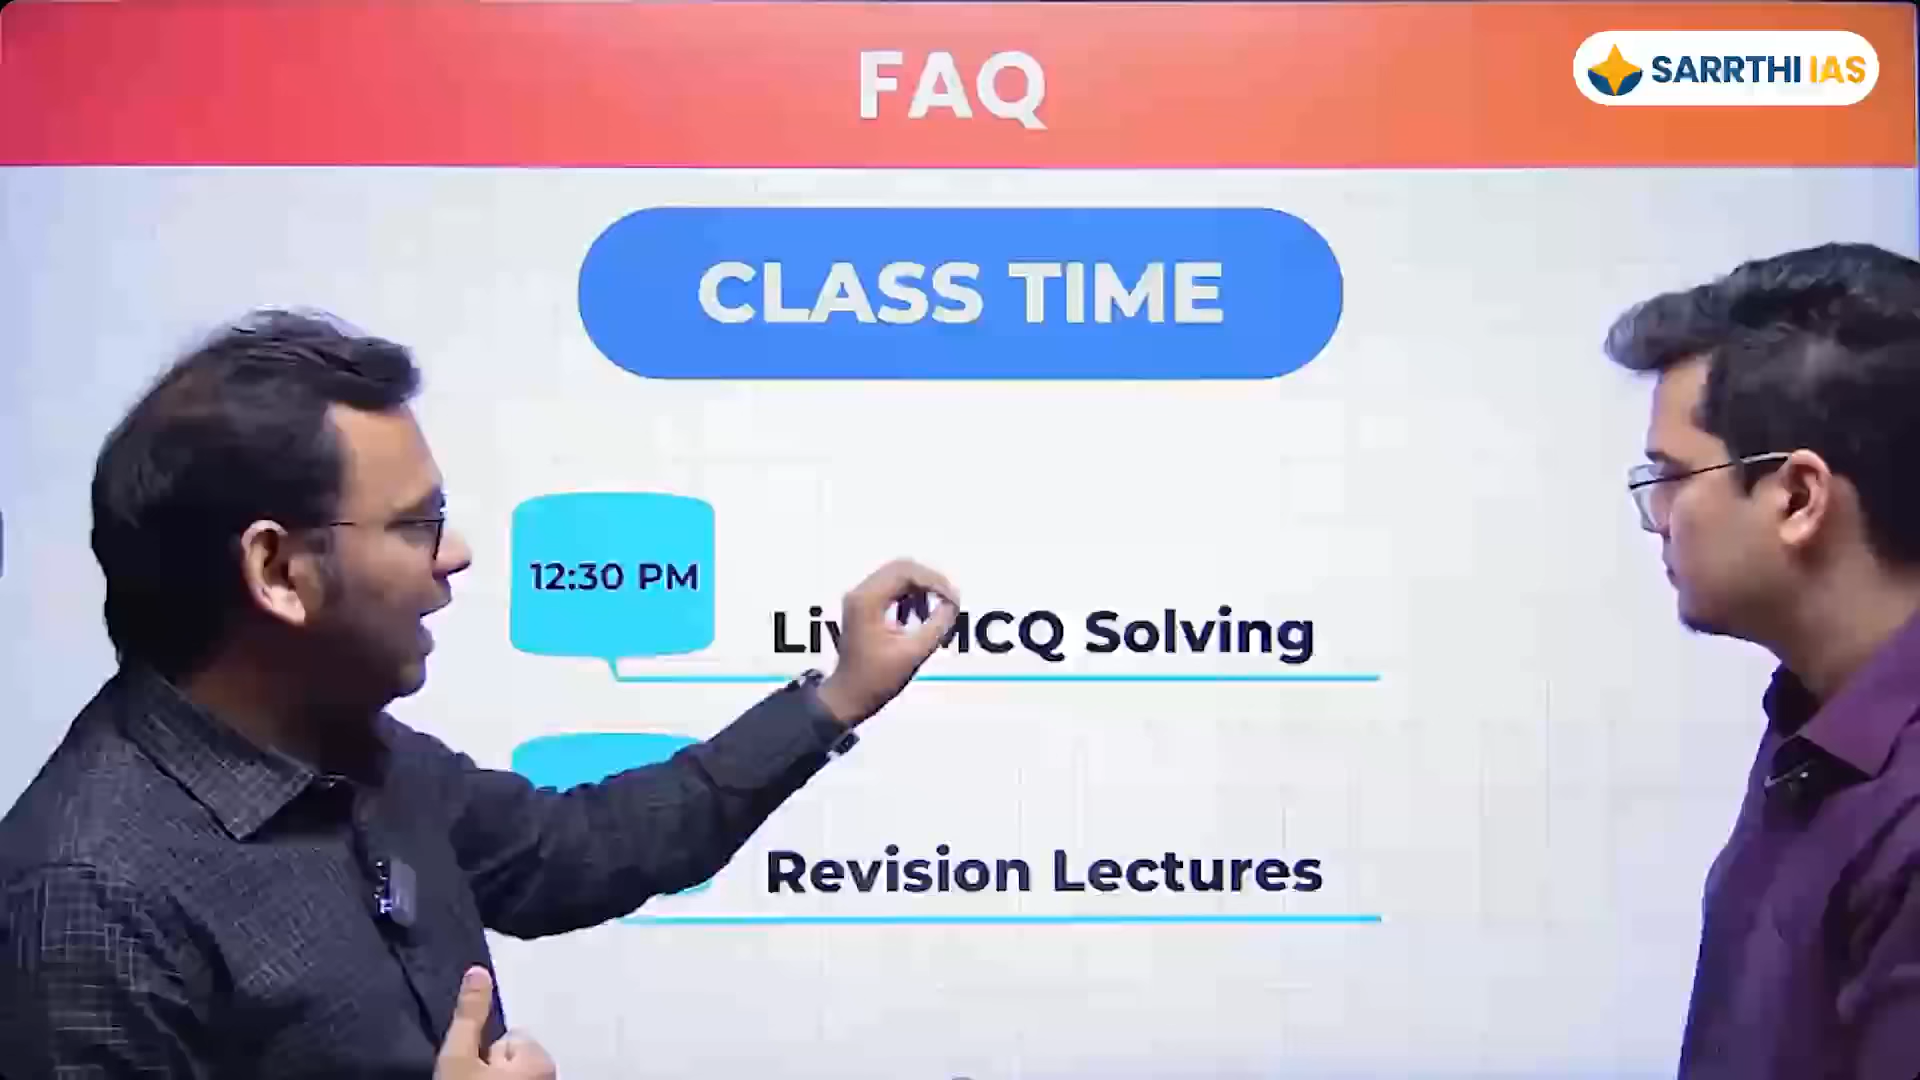 FAQ
SARRTHI IAS
CLASS TIME
12:30 PM
MCQ Solving
Revision Lectures